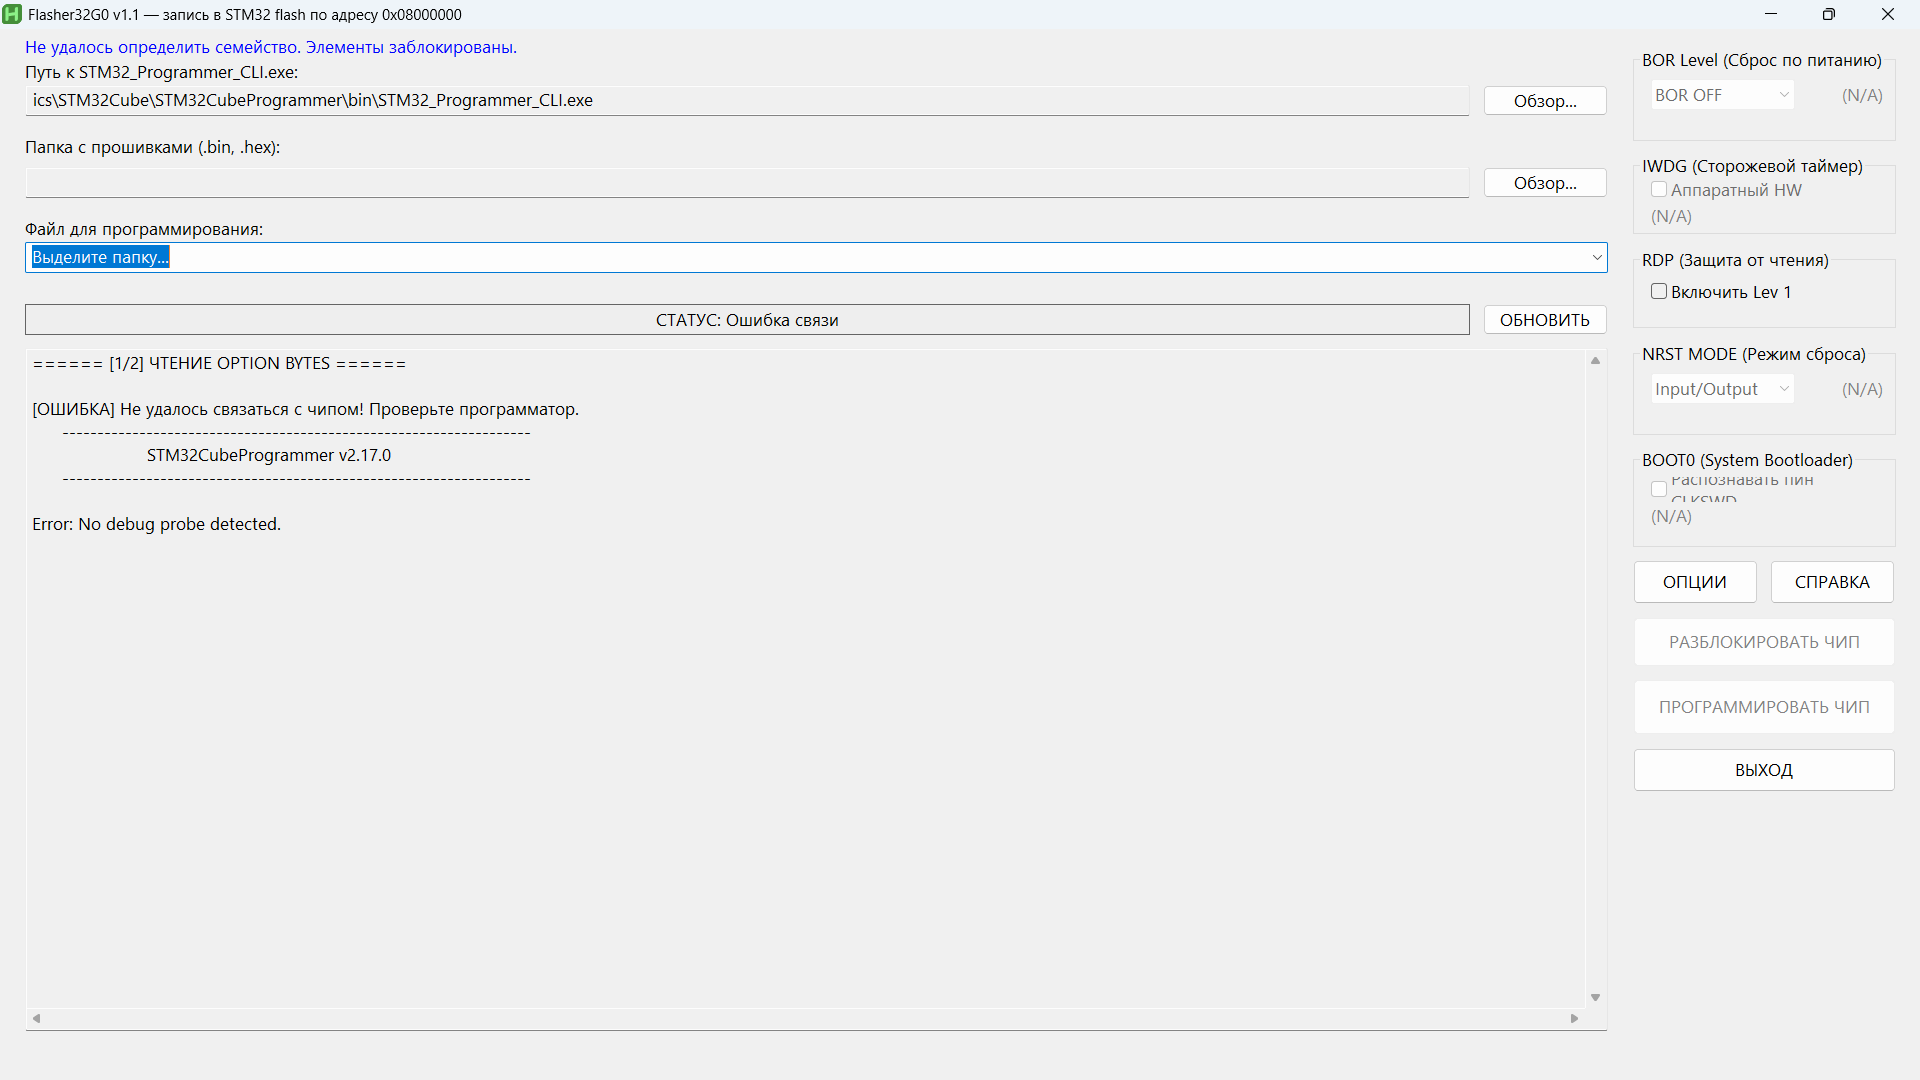 Flasher32G0 v1.1 — запись в STM32 flash по адресу 0x08000000
Не удалось определить семейство. Элементы заблокированы.
Путь к STM32_Programmer_CLI.exe:
ics\STM32Cube\STM32CubeProgrammer\bin\STM32_Programmer_CLI.exe
Обзор...
Папка с прошивками (.bin, .hex):
Обзор...
Файл для программирования:
Выделите папку...
СТАТУС: Ошибка связи
ОБНОВИТЬ
====== [1/2] ЧТЕНИЕ OPTION BYTES ======
[ОШИБКА] Не удалось связаться с чипом! Проверьте программатор.
-------------------------------------------------------------------
STM32CubeProgrammer v2.17.0
-------------------------------------------------------------------
Error: No debug probe detected.
BOR Level (Сброс по питанию)
BOR OFF
(N/A)
IWDG (Сторожевой таймер)
Аппаратный HW
(N/A)
RDP (Защита от чтения)
Включить Lev 1
NRST MODE (Режим сброса)
Input/Output
(N/A)
BOOT0 (System Bootloader)
Распознавать пин
CLKSWD
(N/A)
ОПЦИИ
СПРАВКА
РАЗБЛОКИРОВАТЬ ЧИП
ПРОГРАММИРОВАТЬ ЧИП
ВЫХОД